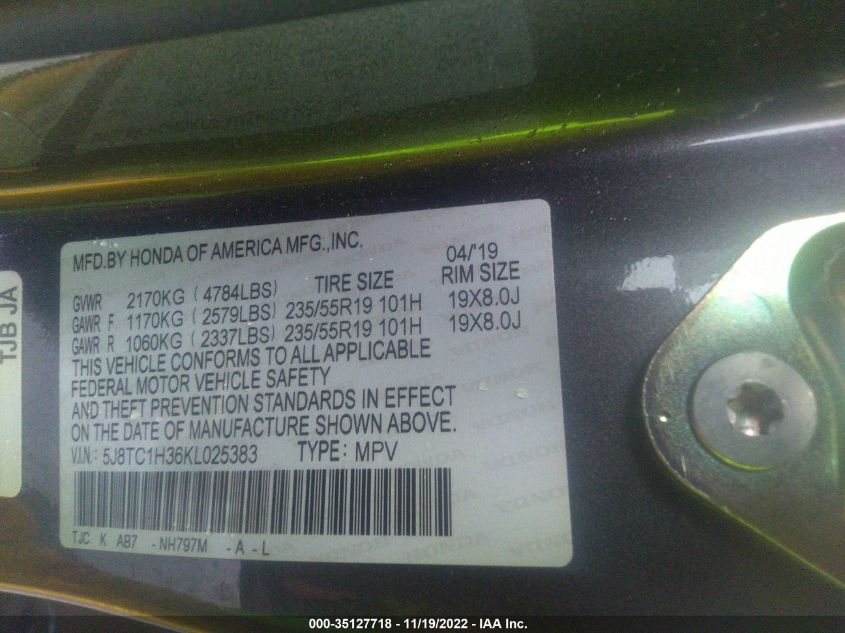 MFD.BY HONDA OF AMERICA MFG.,INC. 04/'19
TIRE SIZE RIM SIZE
GVWR 2170KG (4784LBS)
GAWR F 1170KG (2579LBS) 235/55R19 101H 19X8.0J
GAWR R 1060KG (2337LBS) 235/55R19 101H 19X8.0J
THIS VEHICLE CONFORMS TO ALL APPLICABLE
FEDERAL MOTOR VEHICLE SAFETY
AND THEFT PREVENTION STANDARDS IN EFFECT
ON THE DATE OF MANUFACTURE SHOWN ABOVE.
V.I.N.: 5J8TC1H36KL025383 TYPE: MPV
TJC K AB7 -NH797M -A-L
TJB JA
000-35127718 - 11/19/2022 - IAA Inc.